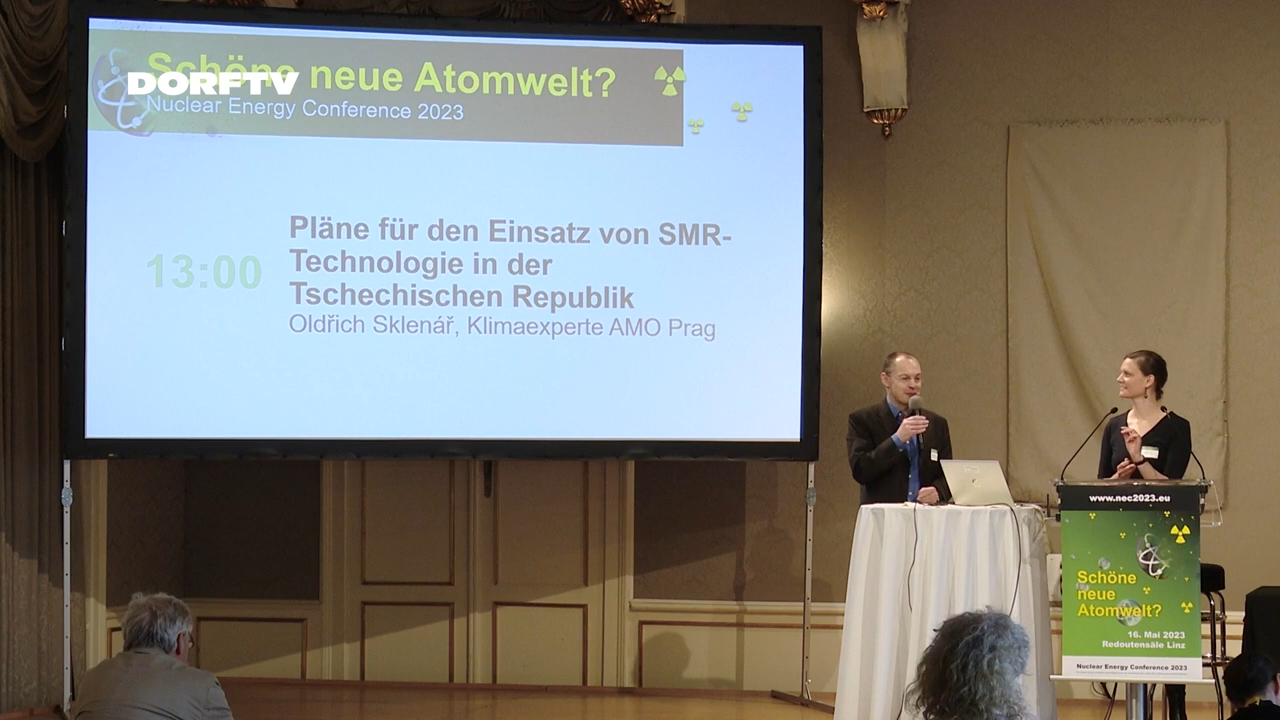 DORFTV
Schöne neue Atomwelt?
Nuclear Energy Conference 2023
13:00
Pläne für den Einsatz von SMR-
Technologie in der
Tschechischen Republik
Oldřich Sklenář, Klimaexperte AMO Prag
www.nec2023.eu
Schöne
neue
Atomwelt?
16. Mai 2023
Redoutensäle Linz
Nuclear Energy Conference 2023